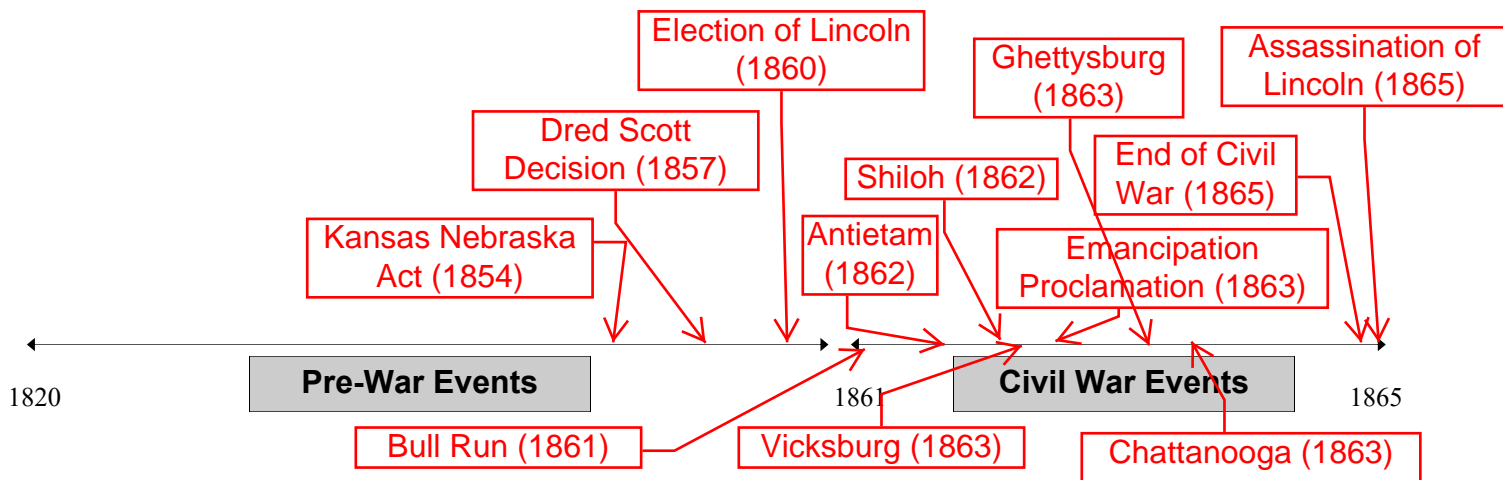 Election of Lincoln
(1860)
Ghettysburg
(1863)
Assassination of
Lincoln (1865)
Dred Scott
Decision (1857)
Shiloh (1862)
End of Civil
War (1865)
Kansas Nebraska
Act (1854)
Antietam
(1862)
Emancipation
Proclamation (1863)
1820
Pre-War Events
1861
Civil War Events
1865
Bull Run (1861)
Vicksburg (1863)
Chattanooga (1863)